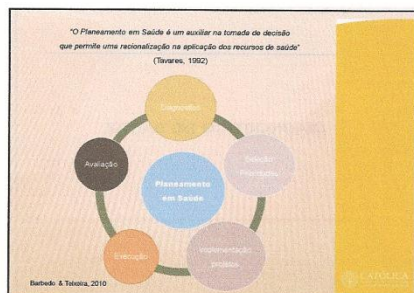 "O Planeamento em Saúde é um auxiliar na tomada de decisão
que permite uma racionalização na aplicação dos recursos de saúde"
(Tavares, 1992)
Diagnóstico
Avaliação
Planeamento
em Saúde
Execução
Implementação
projetos
Barbedo & Teixeira, 2010
CATÓLICA